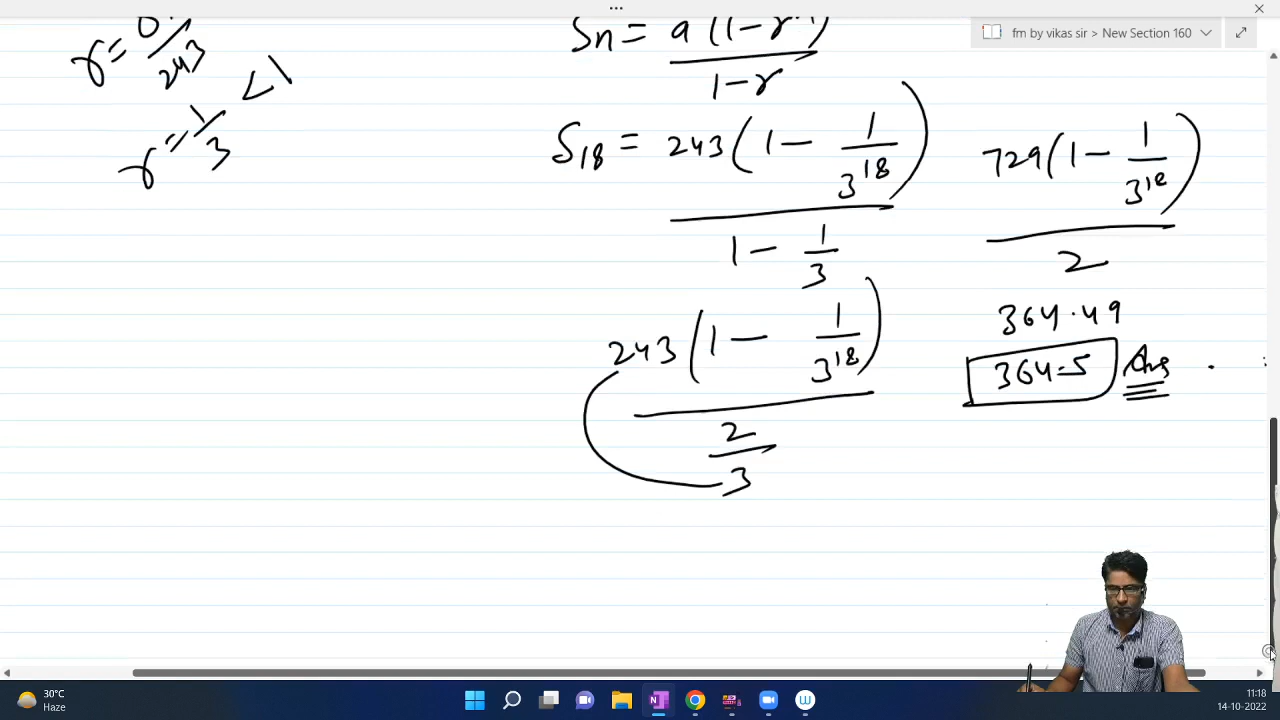 ...
fm by vikas sir > New Section 160
r = 8/243
r = 1/3 < 1
Sn = a (1 - rⁿ) / 1 - r
S18 = 243 (1 - 1/3^18) / 1 - 1/3
243 (1 - 1/3^18) / 2/3
729 (1 - 1/3^18) / 2
364.49
364.5 Ans .
30°C
Haze
11:18
14-10-2022